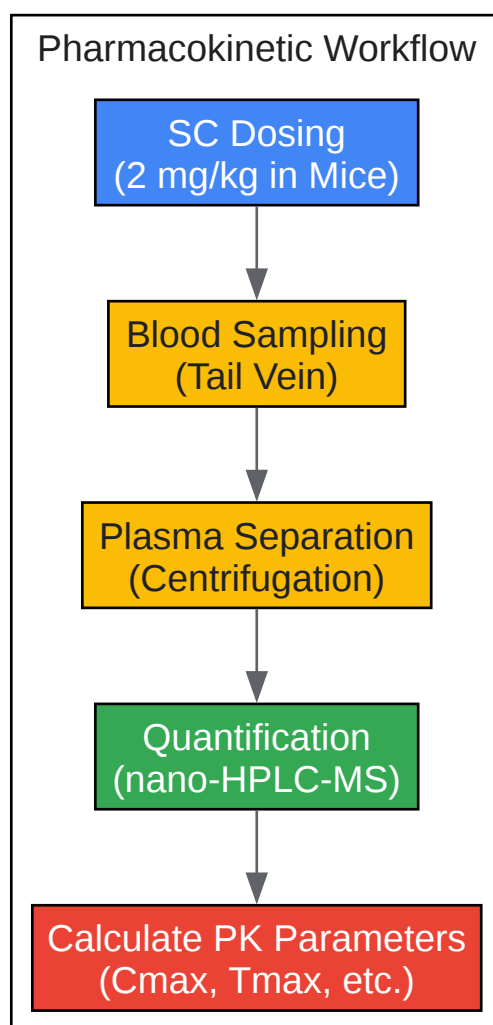 Pharmacokinetic Workflow
SC Dosing
(2 mg/kg in Mice)
Blood Sampling
(Tail Vein)
Plasma Separation
(Centrifugation)
Quantification
(nano-HPLC-MS)
Calculate PK Parameters
(Cmax, Tmax, etc.)